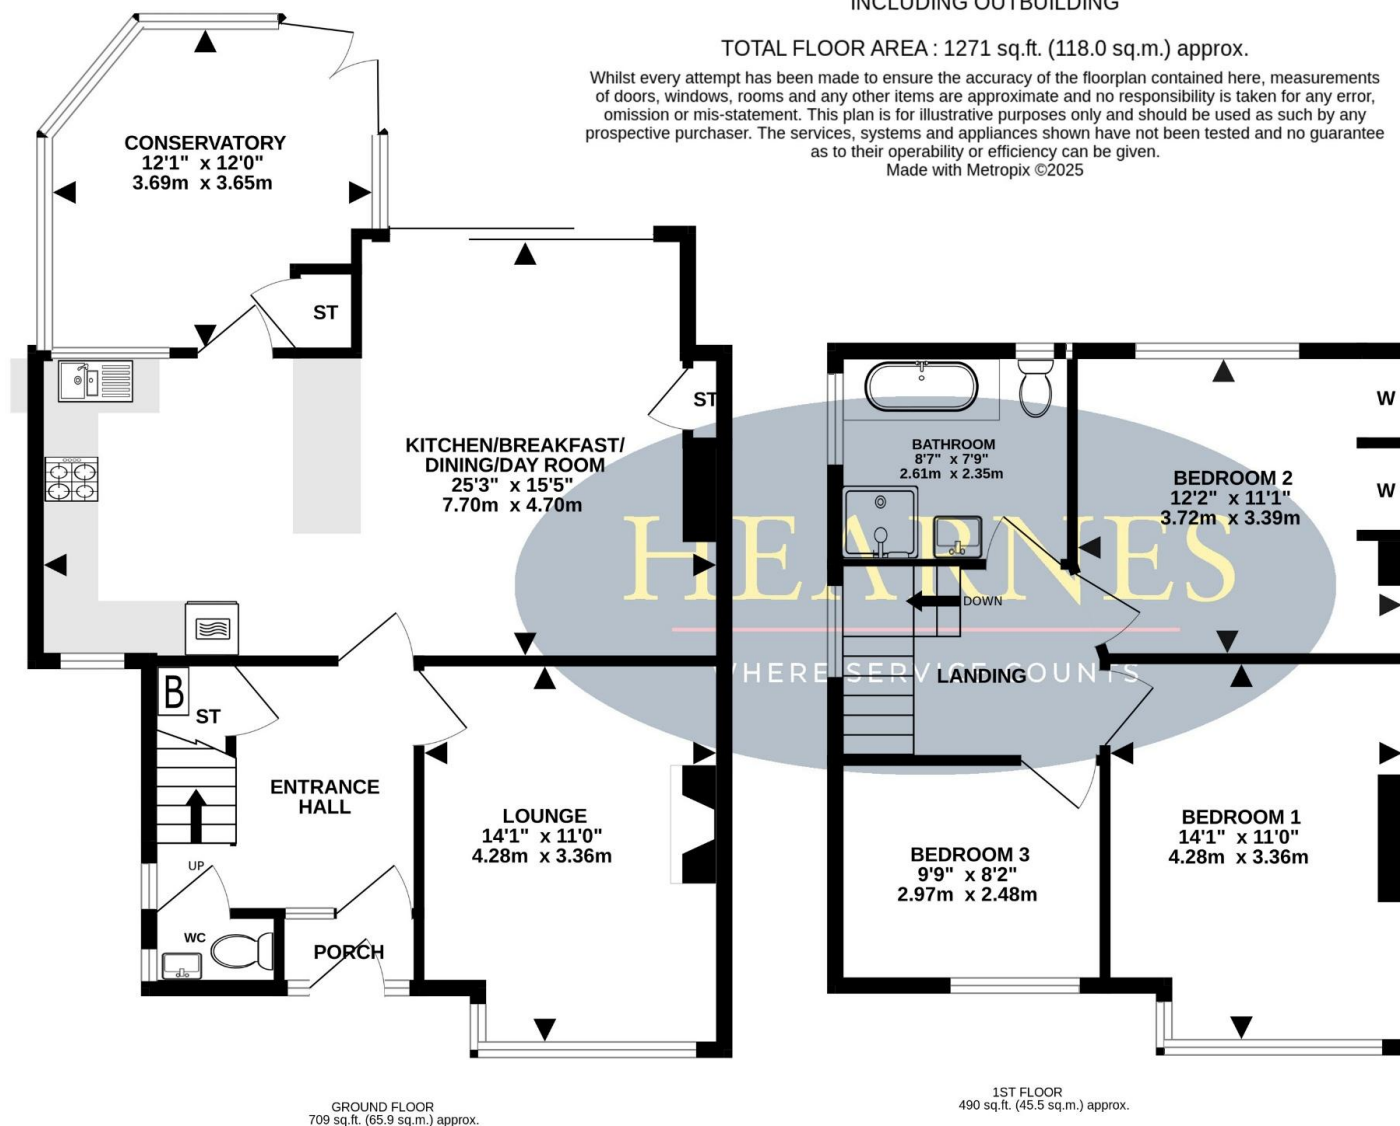 INCLUDING OUTBUILDING
TOTAL FLOOR AREA : 1271 sq.ft. (118.0 sq.m.) approx.
Whilst every attempt has been made to ensure the accuracy of the floorplan contained here, measurements
of doors, windows, rooms and any other items are approximate and no responsibility is taken for any error,
omission or mis-statement. This plan is for illustrative purposes only and should be used as such by any
prospective purchaser. The services, systems and appliances shown have not been tested and no guarantee
as to their operability or efficiency can be given.
Made with Metropix ©2025
CONSERVATORY
12'1" x 12'0"
3.69m x 3.65m
ST
ST
KITCHEN/BREAKFAST/
DINING/DAY ROOM
25'3" x 15'5"
7.70m x 4.70m
B
ST
ENTRANCE
HALL
UP
WC
PORCH
LOUNGE
14'1" x 11'0"
4.28m x 3.36m
GROUND FLOOR
709 sq.ft. (65.9 sq.m.) approx.
BATHROOM
8'7" x 7'9"
2.61m x 2.35m
BEDROOM 2
12'2" x 11'1"
3.72m x 3.39m
W
W
HEARNES
WHERE SERVICE COUNTS
DOWN
LANDING
BEDROOM 3
9'9" x 8'2"
2.97m x 2.48m
BEDROOM 1
14'1" x 11'0"
4.28m x 3.36m
1ST FLOOR
490 sq.ft. (45.5 sq.m.) approx.